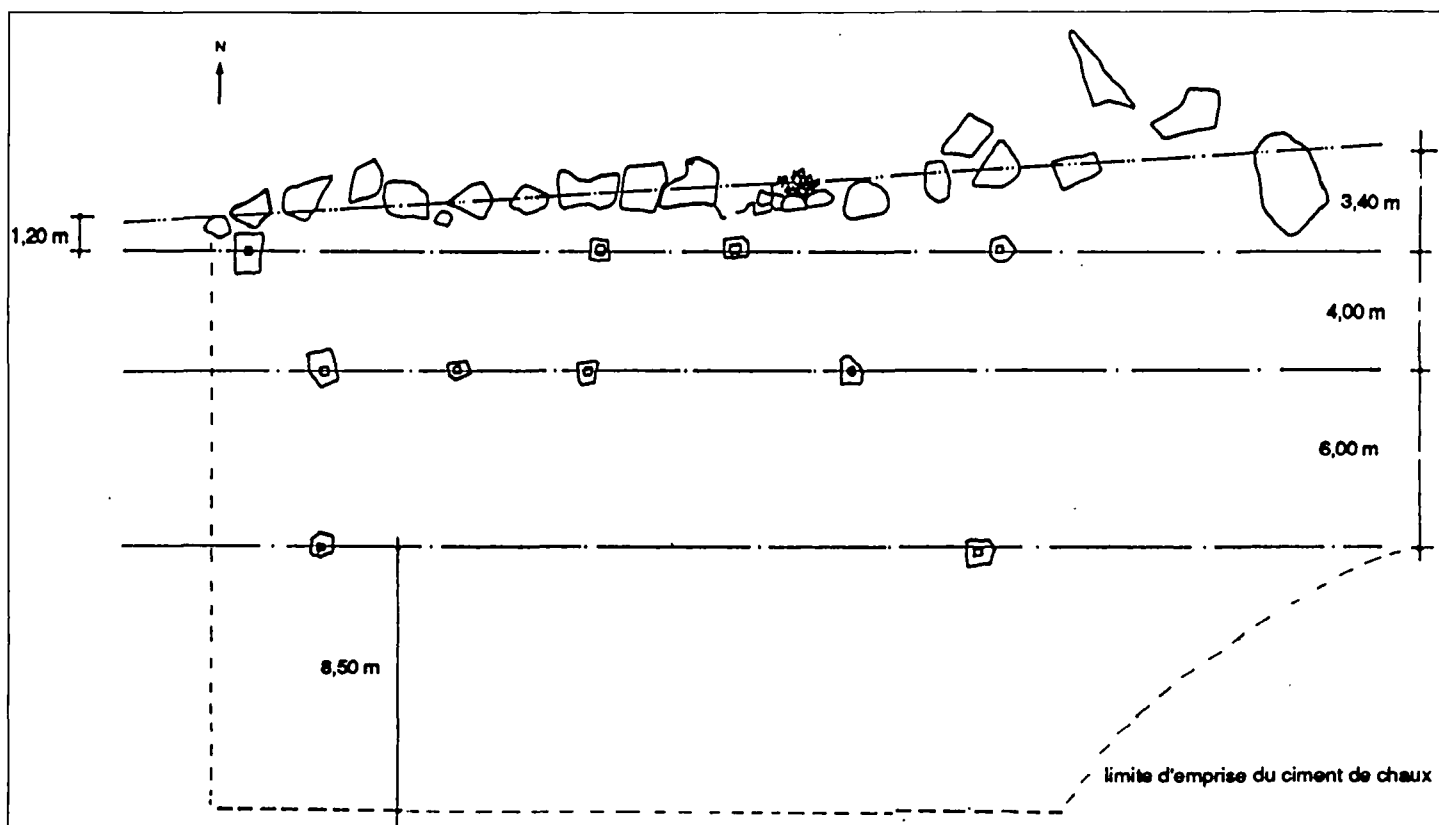 N
1,20 m
3,40 m
4,00 m
6,00 m
8,50 m
limite d'emprise du ciment de chaux